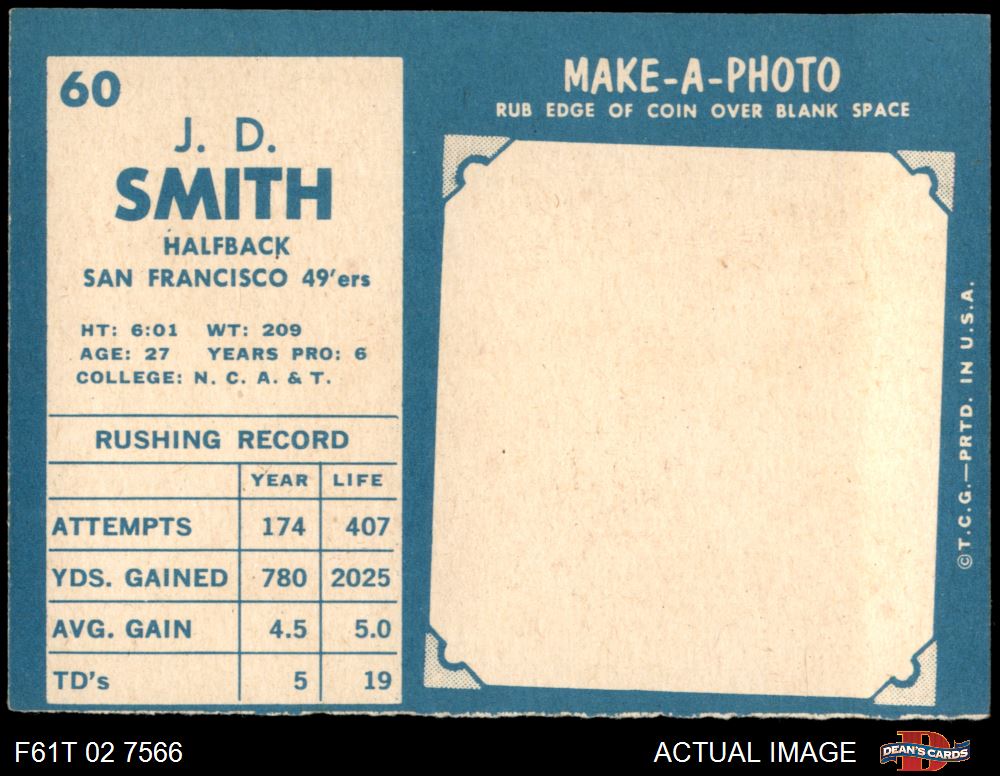 60
J. D.
SMITH
HALFBACK
SAN FRANCISCO 49'ers
HT: 6:01 WT: 209
AGE: 27 YEARS PRO: 6
COLLEGE: N. C. A. & T.
RUSHING RECORD
YEAR LIFE
ATTEMPTS 174 407
YDS. GAINED 780 2025
AVG. GAIN 4.5 5.0
TD's 5 19
MAKE-A-PHOTO
RUB EDGE OF COIN OVER BLANK SPACE
©T.C.G.—PRTD. IN U.S.A.
F61T 02 7566
ACTUAL IMAGE
DEAN'S CARDS